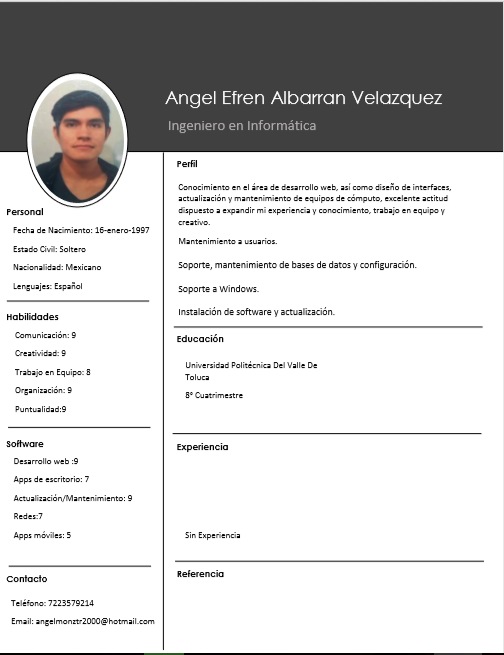 Angel Efren Albarran Velazquez
Ingeniero en Informática
Personal
Fecha de Nacimiento: 16-enero-1997
Estado Civil: Soltero
Nacionalidad: Mexicano
Lenguajes: Español
Habilidades
Comunicación: 9
Creatividad: 9
Trabajo en Equipo: 8
Organización: 9
Puntualidad:9
Software
Desarrollo web :9
Apps de escritorio: 7
Actualización/Mantenimiento: 9
Redes:7
Apps móviles: 5
Contacto
Teléfono: 7223579214
Email: angelmonztr2000@hotmail.com
Perfil
Conocimiento en el área de desarrollo web, así como diseño de interfaces,
actualización y mantenimiento de equipos de cómputo, excelente actitud
dispuesto a expandir mi experiencia y conocimiento, trabajo en equipo y
creativo.
Mantenimiento a usuarios.
Soporte, mantenimiento de bases de datos y configuración.
Soporte a Windows.
Instalación de software y actualización.
Educación
Universidad Politécnica Del Valle De
Toluca
8° Cuatrimestre
Experiencia
Sin Experiencia
Referencia